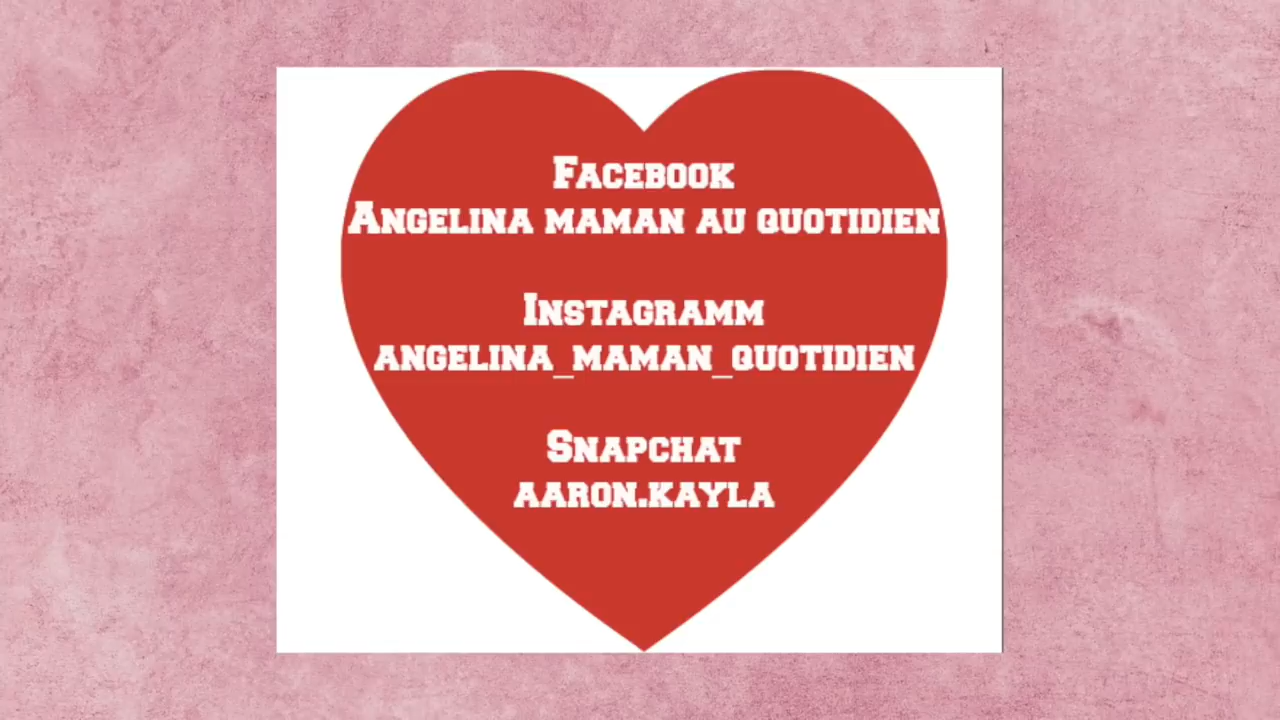 Facebook
Angelina maman au quotidien
Instagramm
angelina_maman_quotidien
Snapchat
aaron.kayla